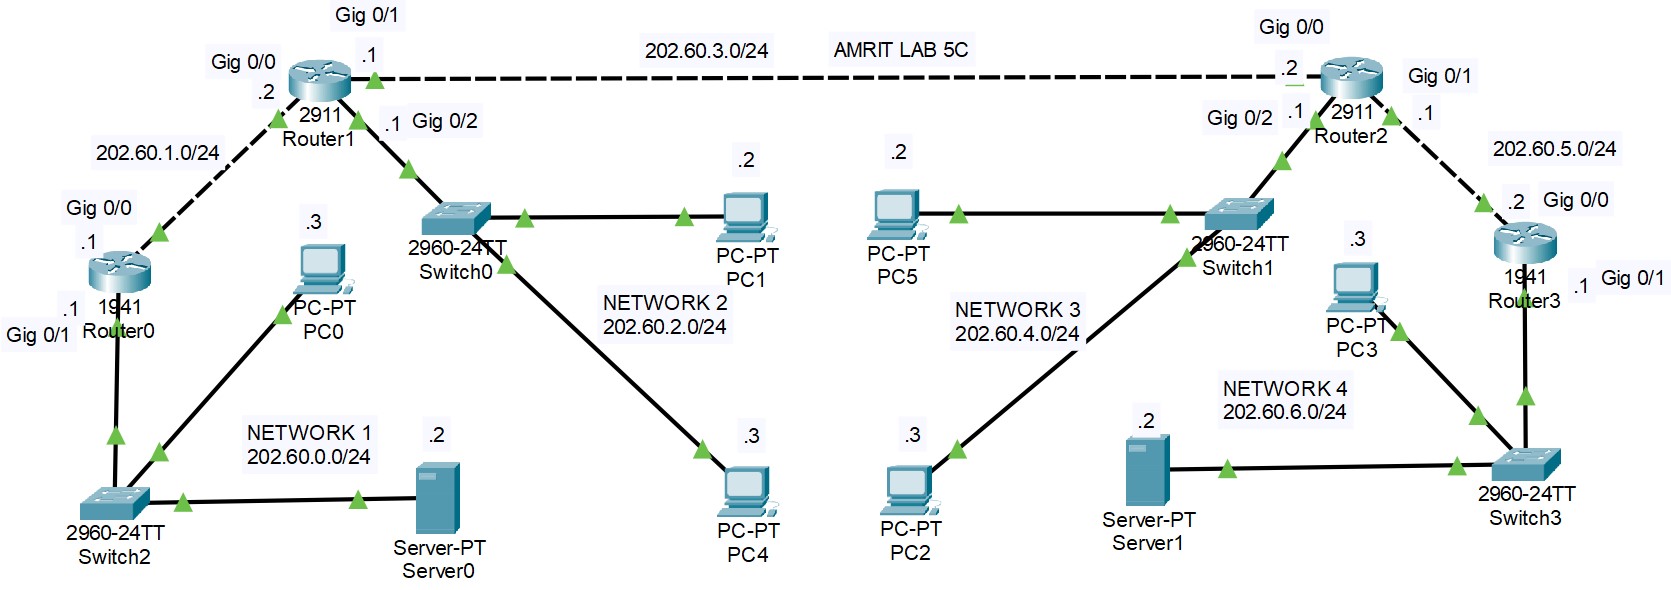 Gig 0/1
Gig 0/0
.1
.2
2911
Router1
202.60.3.0/24
AMRIT LAB 5C
Gig 0/0
.2
Gig 0/1
.1
2911
Router2
Gig 0/2
.1
.1
Gig 0/2
202.60.1.0/24
202.60.5.0/24
Gig 0/0
.1
1941
Router0
.1
Gig 0/1
.3
PC-PT
PC0
2960-24TT
Switch0
.2
PC-PT
PC1
.2
PC-PT
PC5
2960-24TT
Switch1
.2
Gig 0/0
1941
Router3
.1
Gig 0/1
.3
PC-PT
PC3
NETWORK 2
202.60.2.0/24
NETWORK 3
202.60.4.0/24
NETWORK 1
202.60.0.0/24
.2
Server-PT
Server0
2960-24TT
Switch2
.3
PC-PT
PC4
.3
PC-PT
PC2
NETWORK 4
202.60.6.0/24
.2
Server-PT
Server1
2960-24TT
Switch3